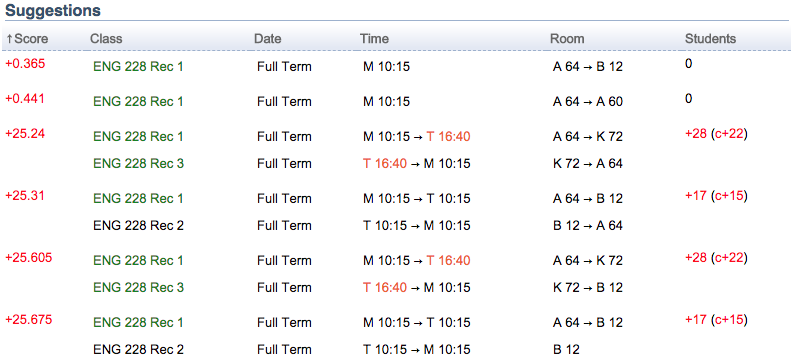 Suggestions
↑Score Class Date Time Room Students
+0.365 ENG 228 Rec 1 Full Term M 10:15 A 64 → B 12 0
+0.441 ENG 228 Rec 1 Full Term M 10:15 A 64 → A 60 0
+25.24 ENG 228 Rec 1 Full Term M 10:15 → T 16:40 A 64 → K 72 +28 (c+22)
ENG 228 Rec 3 Full Term T 16:40 → M 10:15 K 72 → A 64
+25.31 ENG 228 Rec 1 Full Term M 10:15 → T 10:15 A 64 → B 12 +17 (c+15)
ENG 228 Rec 2 Full Term T 10:15 → M 10:15 B 12 → A 64
+25.605 ENG 228 Rec 1 Full Term M 10:15 → T 16:40 A 64 → K 72 +28 (c+22)
ENG 228 Rec 3 Full Term T 16:40 → M 10:15 K 72 → B 12
+25.675 ENG 228 Rec 1 Full Term M 10:15 → T 10:15 A 64 → B 12 +17 (c+15)
ENG 228 Rec 2 Full Term T 10:15 → M 10:15 B 12